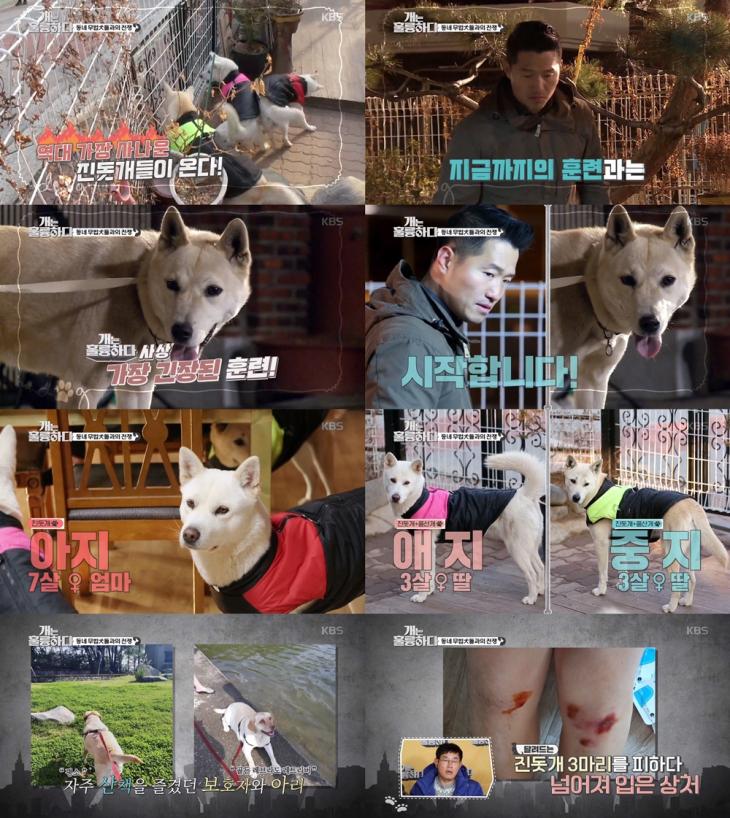 개는
훌륭하다
동네 무법犬들과의 전쟁
KBS
역대 가장 사나운
진돗개들이 온다!
개는
훌륭하다
동네 무법犬들과의 전쟁
KBS
지금까지의 훈련과는
개는
훌륭하다
동네 무법犬들과의 전쟁
KBS
개는
훌륭하다 사상
가장 긴장된 훈련!
개는
훌륭하다
동네 무법犬들과의 전쟁
KBS
시작합니다!
개는
훌륭하다
동네 무법犬들과의 전쟁
KBS
진돗개
아지
7살 ♀ 엄마
개는
훌륭하다
동네 무법犬들과의 전쟁
KBS
진돗개+풍산개
애지
3살 ♀ 딸
진돗개+풍산개
중지
3살 ♀ 딸
개는
훌륭하다
동네 무법犬들과의 전쟁
KBS
자주 산책을 즐겼던 보호자와 아리
개는
훌륭하다
동네 무법犬들과의 전쟁
KBS
달려드는
진돗개 3마리를 피하다
넘어져 입은 상처